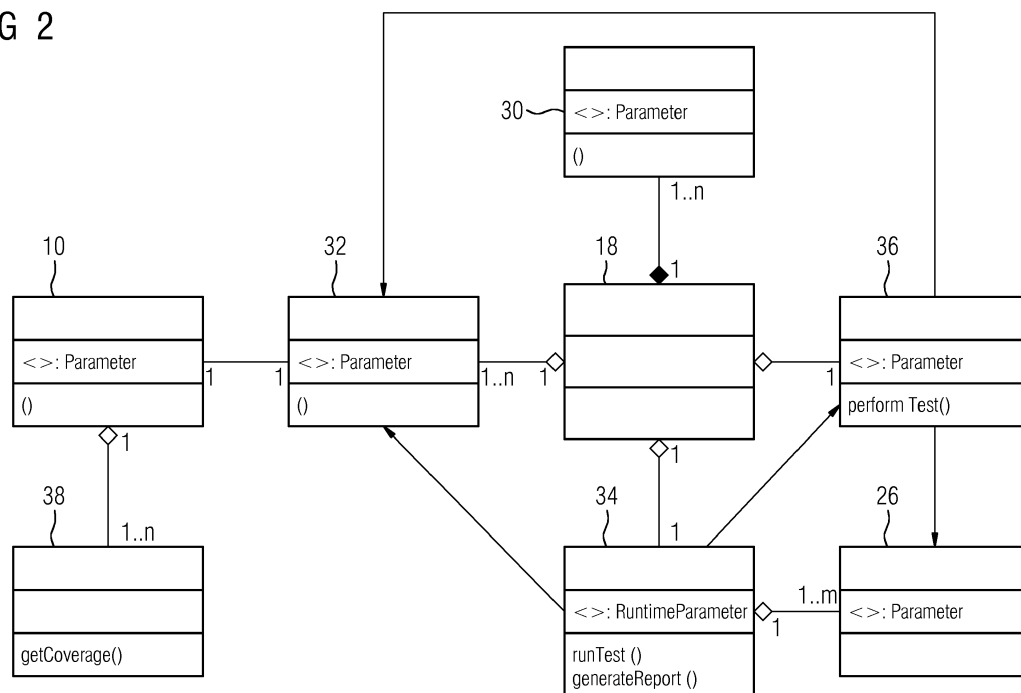 G 2
<>: Parameter
30
()
1..n
10
32
18
1
36
<>: Parameter
1
1
<>: Parameter
1..n
1
1
<>: Parameter
()
()
perform Test()
1
1
38
1..n
34
1
26
<>: RuntimeParameter
1
1..m
<>: Parameter
getCoverage()
runTest ()
generateReport ()